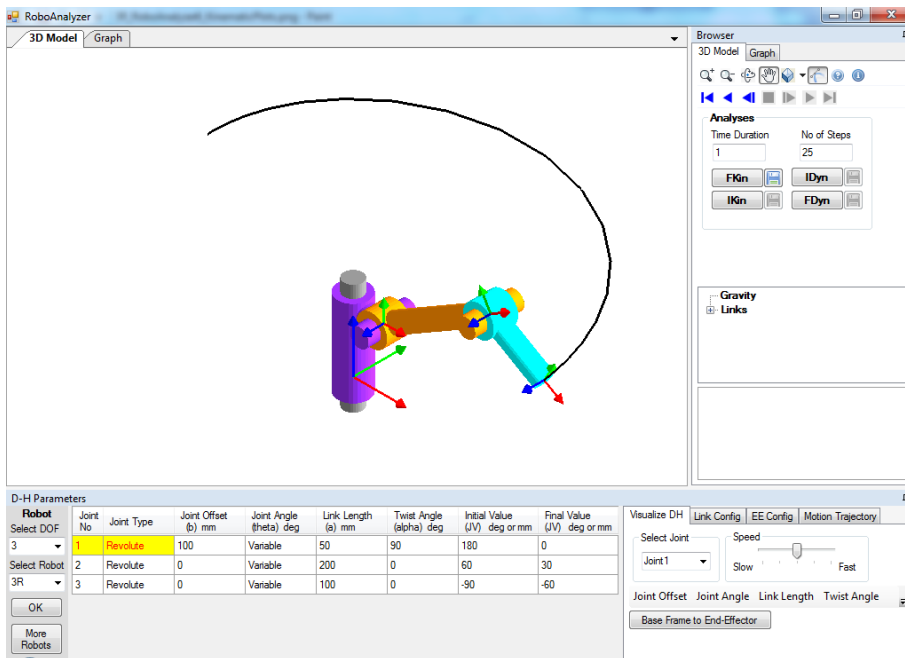 RoboAnalyzer
3D Model Graph
Browser
3D Model Graph
Analyses
Time Duration No of Steps
1 25
FKin IDyn
IKin FDyn
Gravity
Links
D-H Parameters
Robot
Select DOF
3
Select Robot
3R
OK
More
Robots
Joint No Joint Type Joint Offset (b) mm Joint Angle (theta) deg Link Length (a) mm Twist Angle (alpha) deg Initial Value (JV) deg or mm Final Value (JV) deg or mm
1 Revolute 100 Variable 50 90 180 0
2 Revolute 0 Variable 200 0 60 30
3 Revolute 0 Variable 100 0 -90 -60
Visualize DH Link Config EE Config Motion Trajectory
Select Joint Speed
Joint1 Slow Fast
Joint Offset Joint Angle Link Length Twist Angle
Base Frame to End-Effector